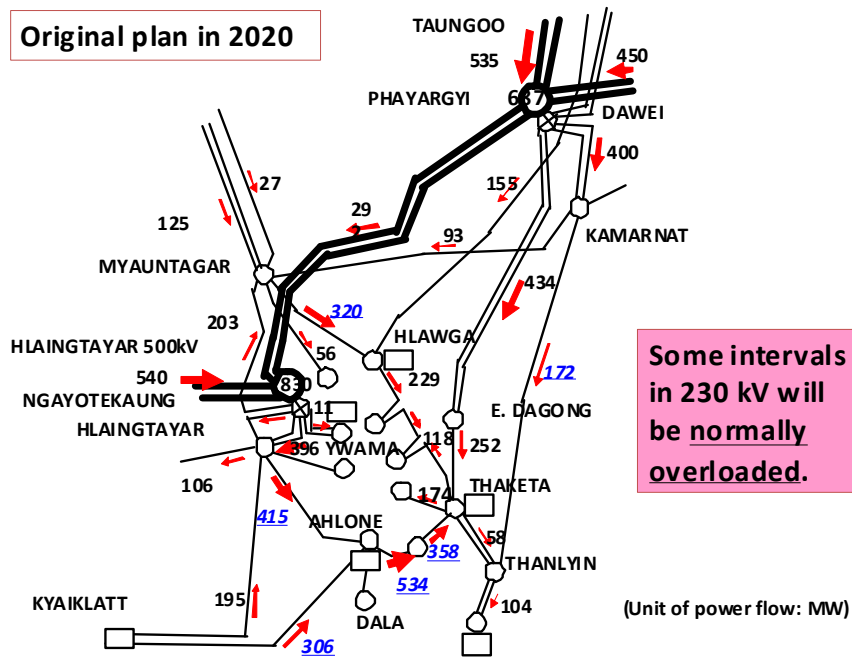 Original plan in 2020
TAUNGOO
535
450
PHAYARGYI
637
DAWEI
400
27
155
125
29
2
93
KAMARNAT
MYAUNTAGAR
434
320
203
HLAWGA
HLAINGTAYAR 500kV
56
172
540
830
229
Some intervals
in 230 kV will
be normally
overloaded.
NGAYOTEKAUNG
11
E. DAGONG
HLAINGTAYAR
118
396
YWAMA
252
106
THAKETA
174
415
AHLONE
58
358
THANLYIN
534
195
104
KYAIKLATT
DALA
(Unit of power flow: MW)
306